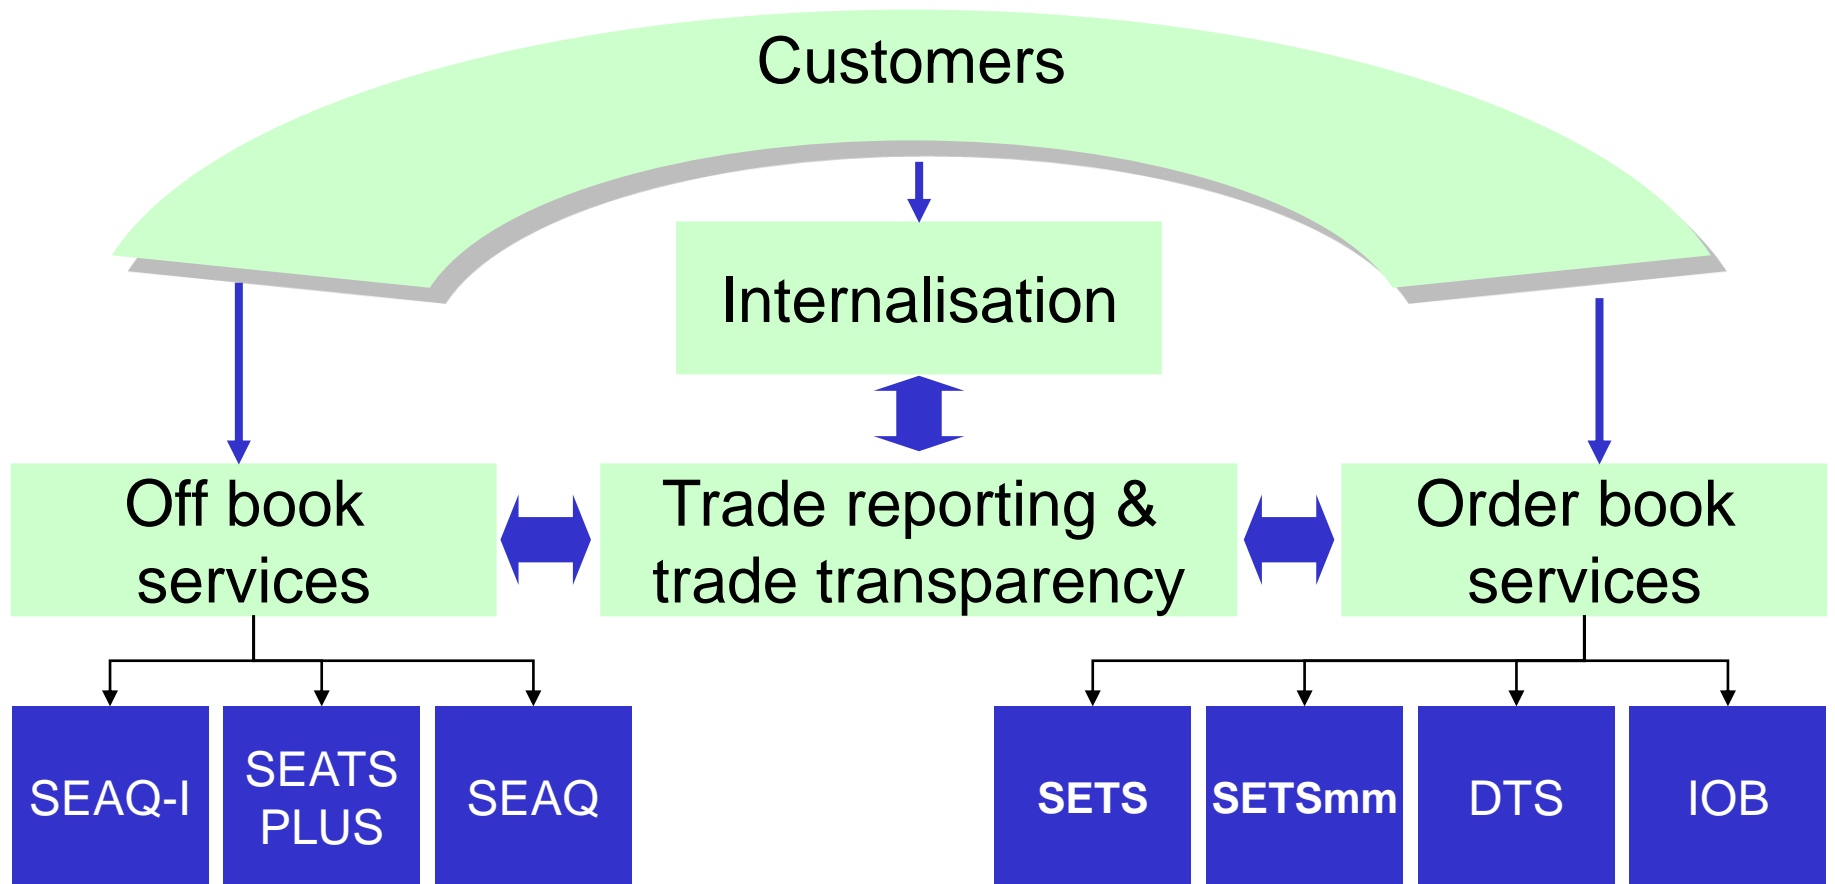 Customers
Internalisation
Off book
services
Trade reporting &
trade transparency
Order book
services
SEAQ-I
SEATS
PLUS
SEAQ
SETS
SETSmm
DTS
IOB